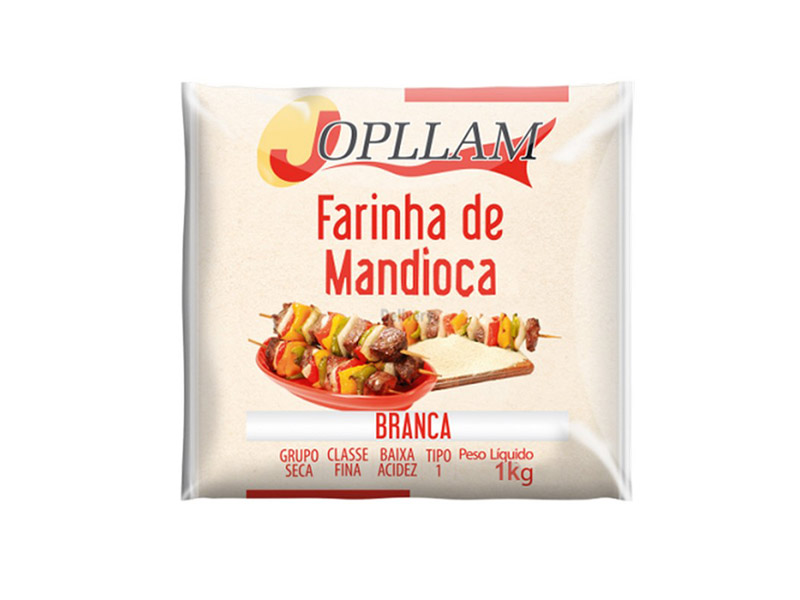 JOPLLAM
Farinha de
Mandioca
BRANCA
GRUPO SECA
CLASSE FINA
BAIXA ACIDEZ
TIPO 1
Peso Líquido
1kg